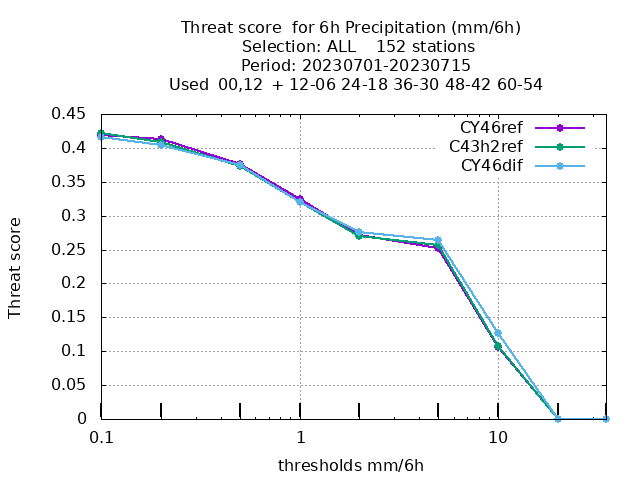 Threat score  for 6h Precipitation (mm/6h)
Selection: ALL    152 stations
Period: 20230701-20230715
Used  00,12  + 12-06 24-18 36-30 48-42 60-54
CY46ref
C43h2ref
CY46dif
0.45
0.4
0.35
0.3
0.25
0.2
0.15
0.1
0.05
0
Threat score
0.1
1
10
thresholds mm/6h